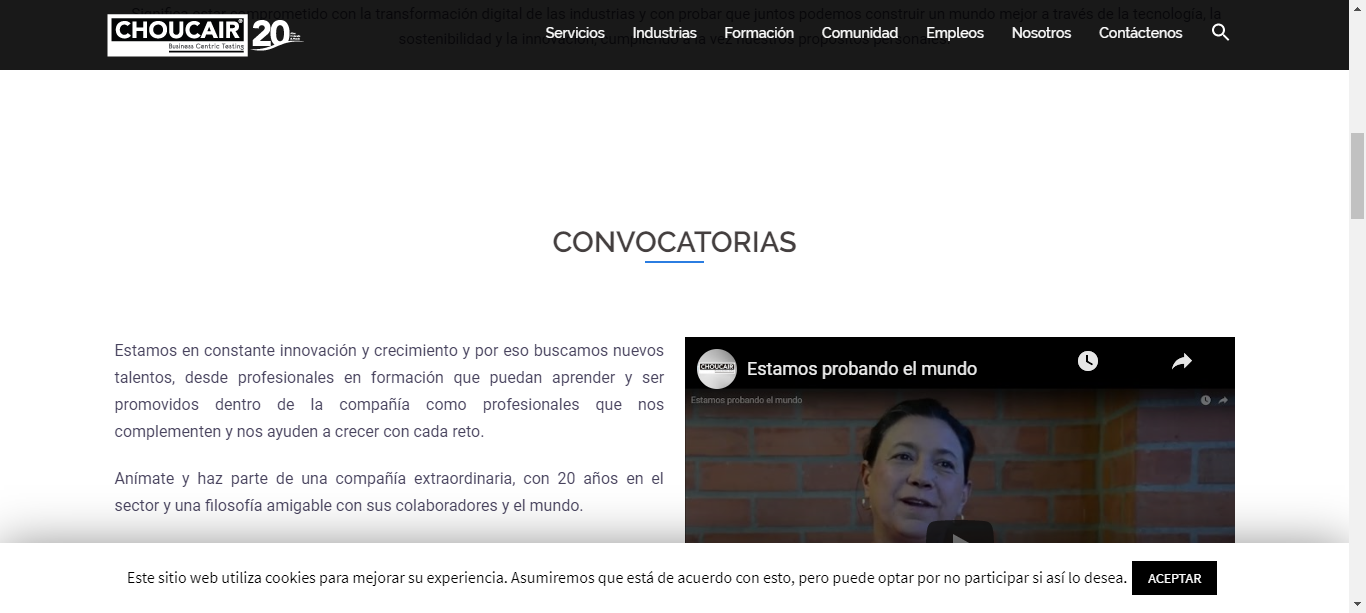 Significa estar comprometido con la transformación digital de las industrias y con probar que juntos podemos construir un mundo mejor a través de la tecnología, la
sostenibilidad y la innovación, cumpliendo a la vez nuestros propósitos personales.
CHOUCAIR
Business Centric Testing
20
Servicios Industrias Formación Comunidad Empleos Nosotros Contáctenos
CONVOCATORIAS
Estamos en constante innovación y crecimiento y por eso buscamos nuevos
talentos, desde profesionales en formación que puedan aprender y ser
promovidos dentro de la compañía como profesionales que nos
complementen y nos ayuden a crecer con cada reto.
Anímate y haz parte de una compañía extraordinaria, con 20 años en el
sector y una filosofía amigable con sus colaboradores y el mundo.
CHOUCAIR
Estamos probando el mundo
Estamos probando el mundo
Este sitio web utiliza cookies para mejorar su experiencia. Asumiremos que está de acuerdo con esto, pero puede optar por no participar si así lo desea. ACEPTAR